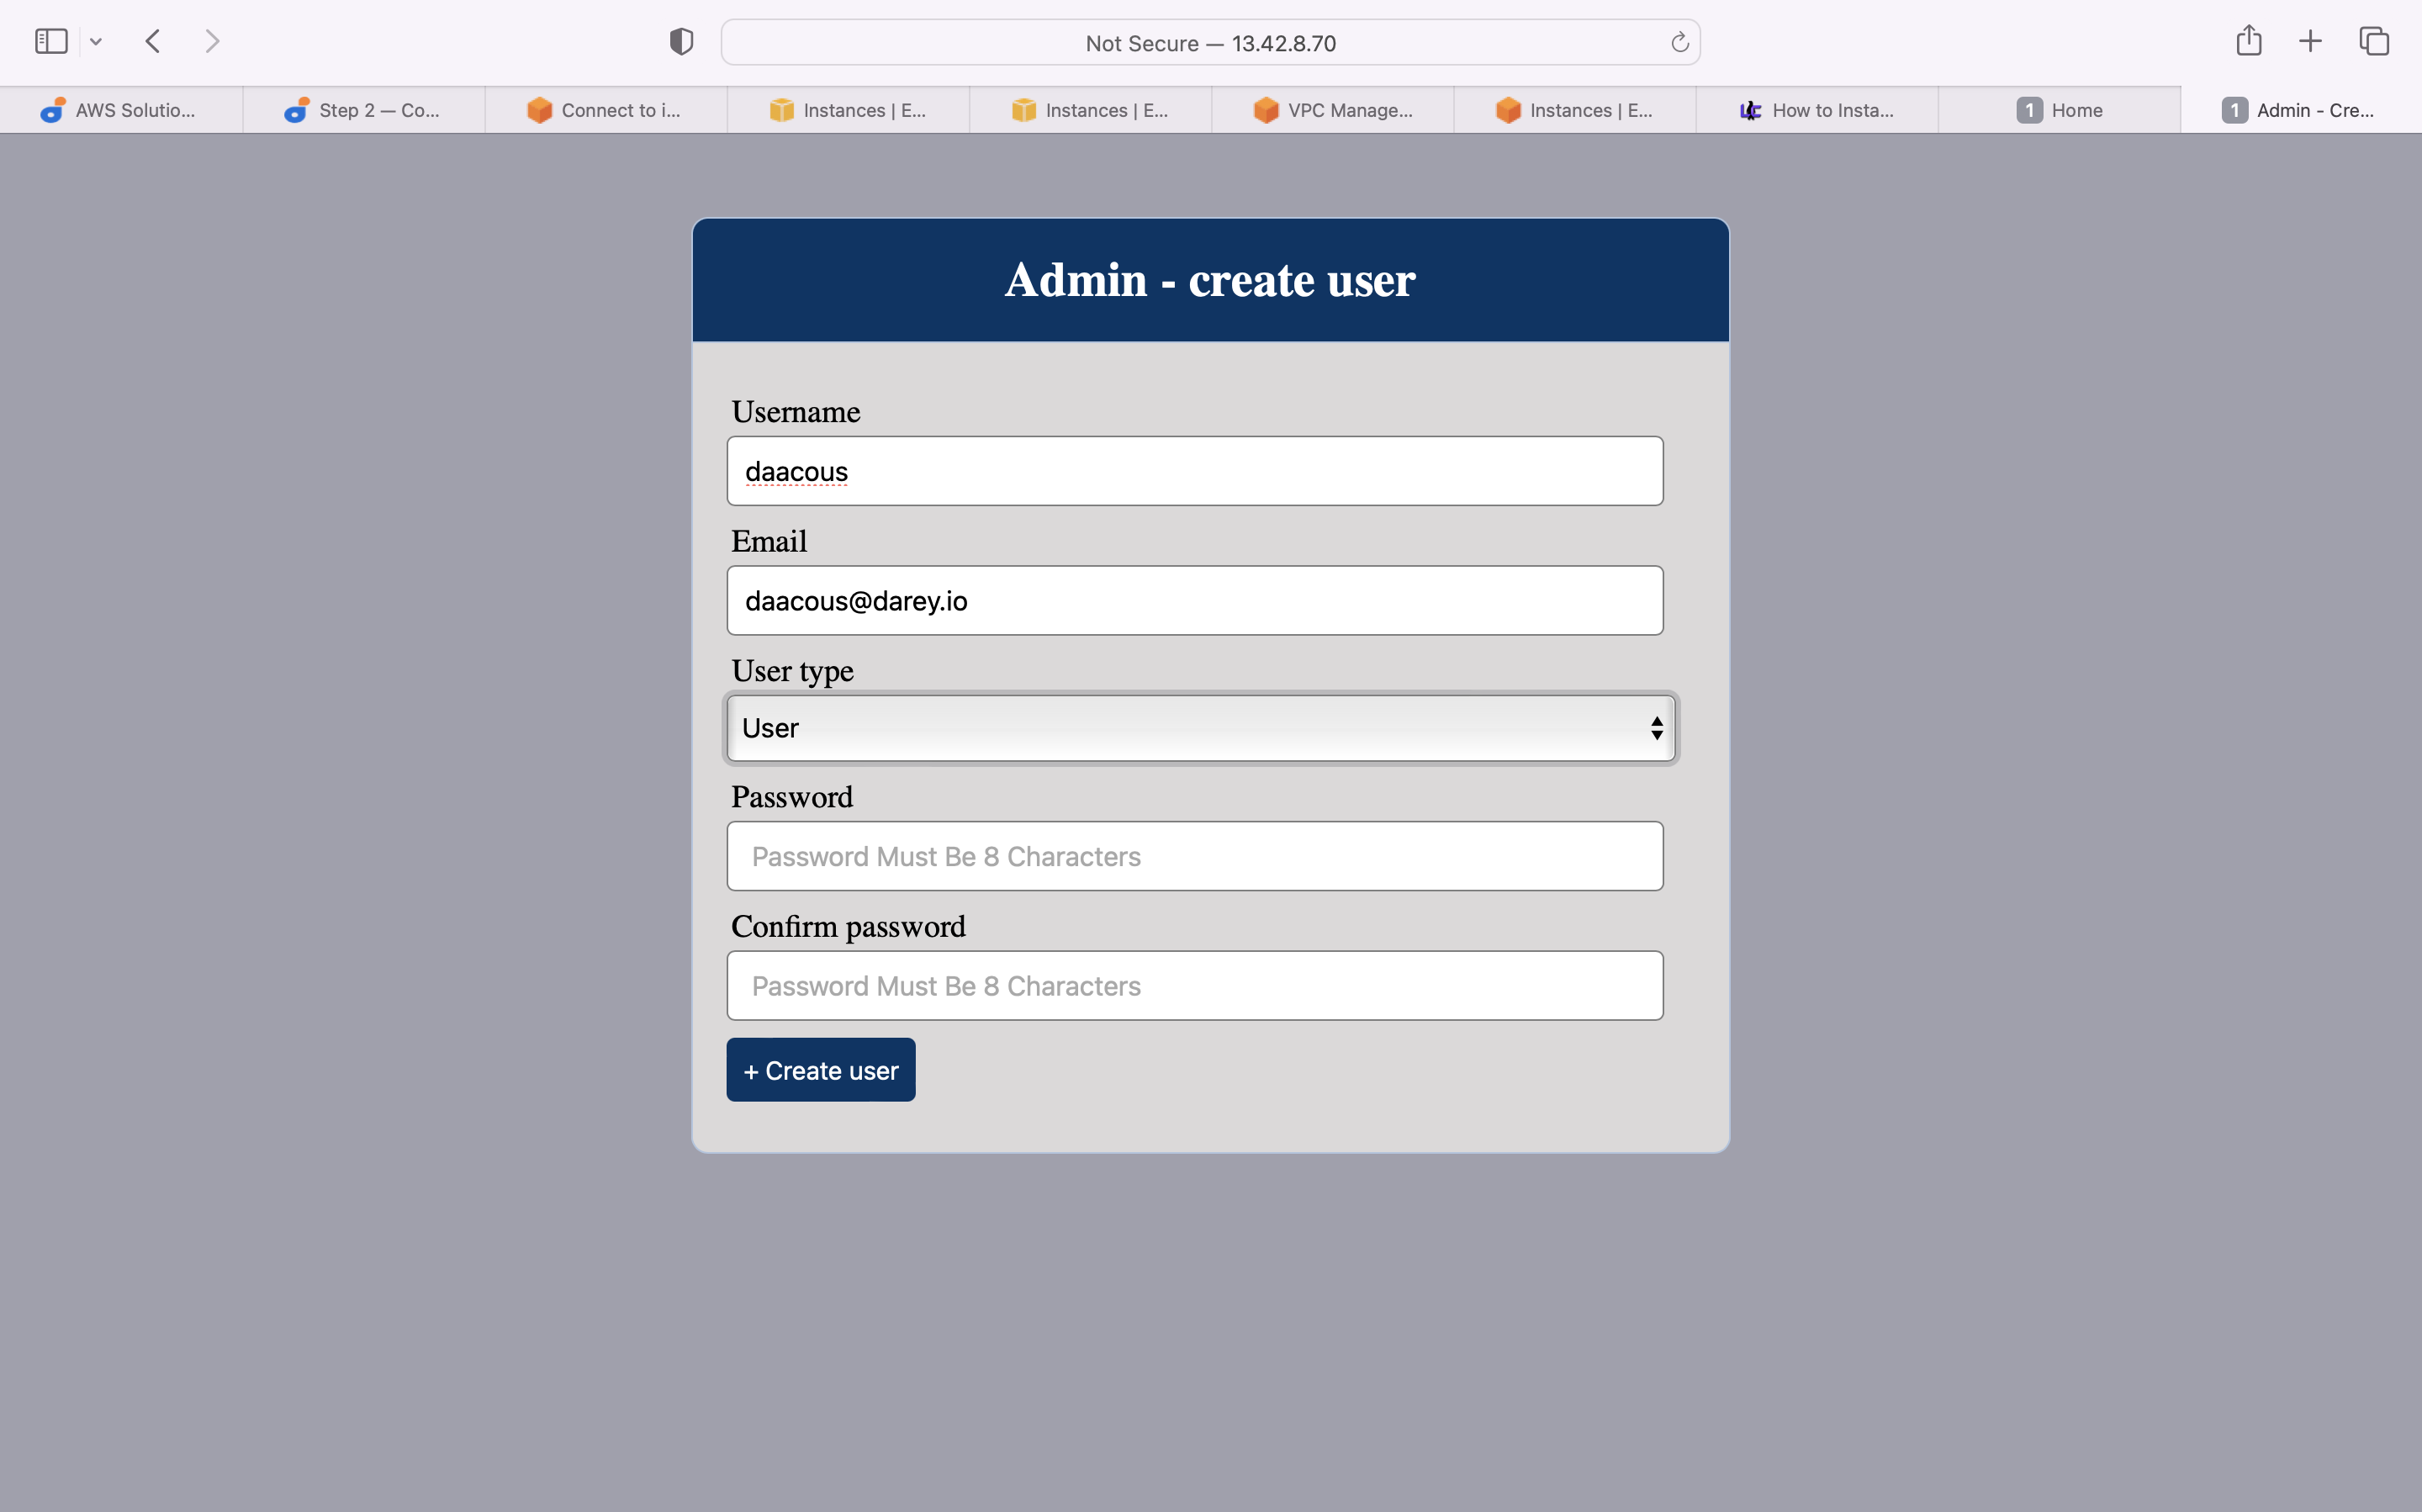 Not Secure — 13.42.8.70
AWS Solutio...
Step 2 — Co...
Connect to i...
Instances | E...
Instances | E...
VPC Manage...
Instances | E...
How to Insta...
1 Home
1 Admin - Cre...
Admin - create user
Username
daacous
Email
daacous@darey.io
User type
User
Password
Password Must Be 8 Characters
Confirm password
Password Must Be 8 Characters
+ Create user